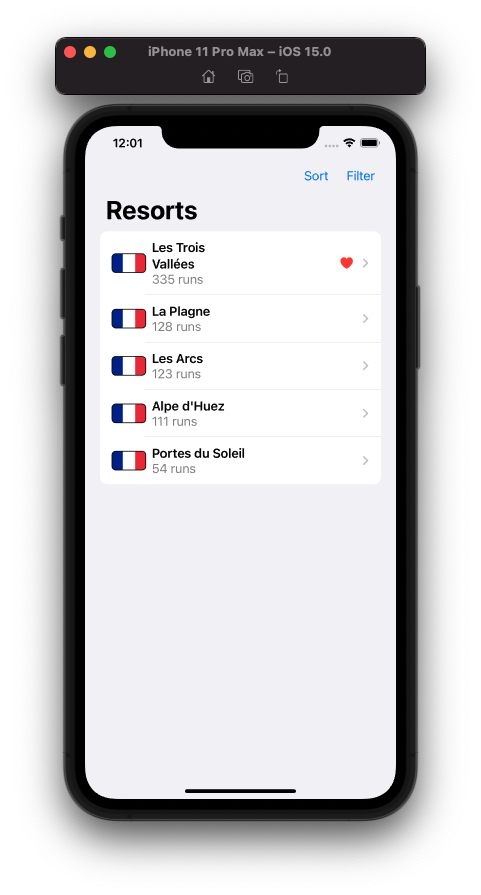 iPhone 11 Pro Max – iOS 15.0
12:01
Sort Filter
Resorts
Les Trois
Vallées
335 runs
La Plagne
128 runs
Les Arcs
123 runs
Alpe d'Huez
111 runs
Portes du Soleil
54 runs